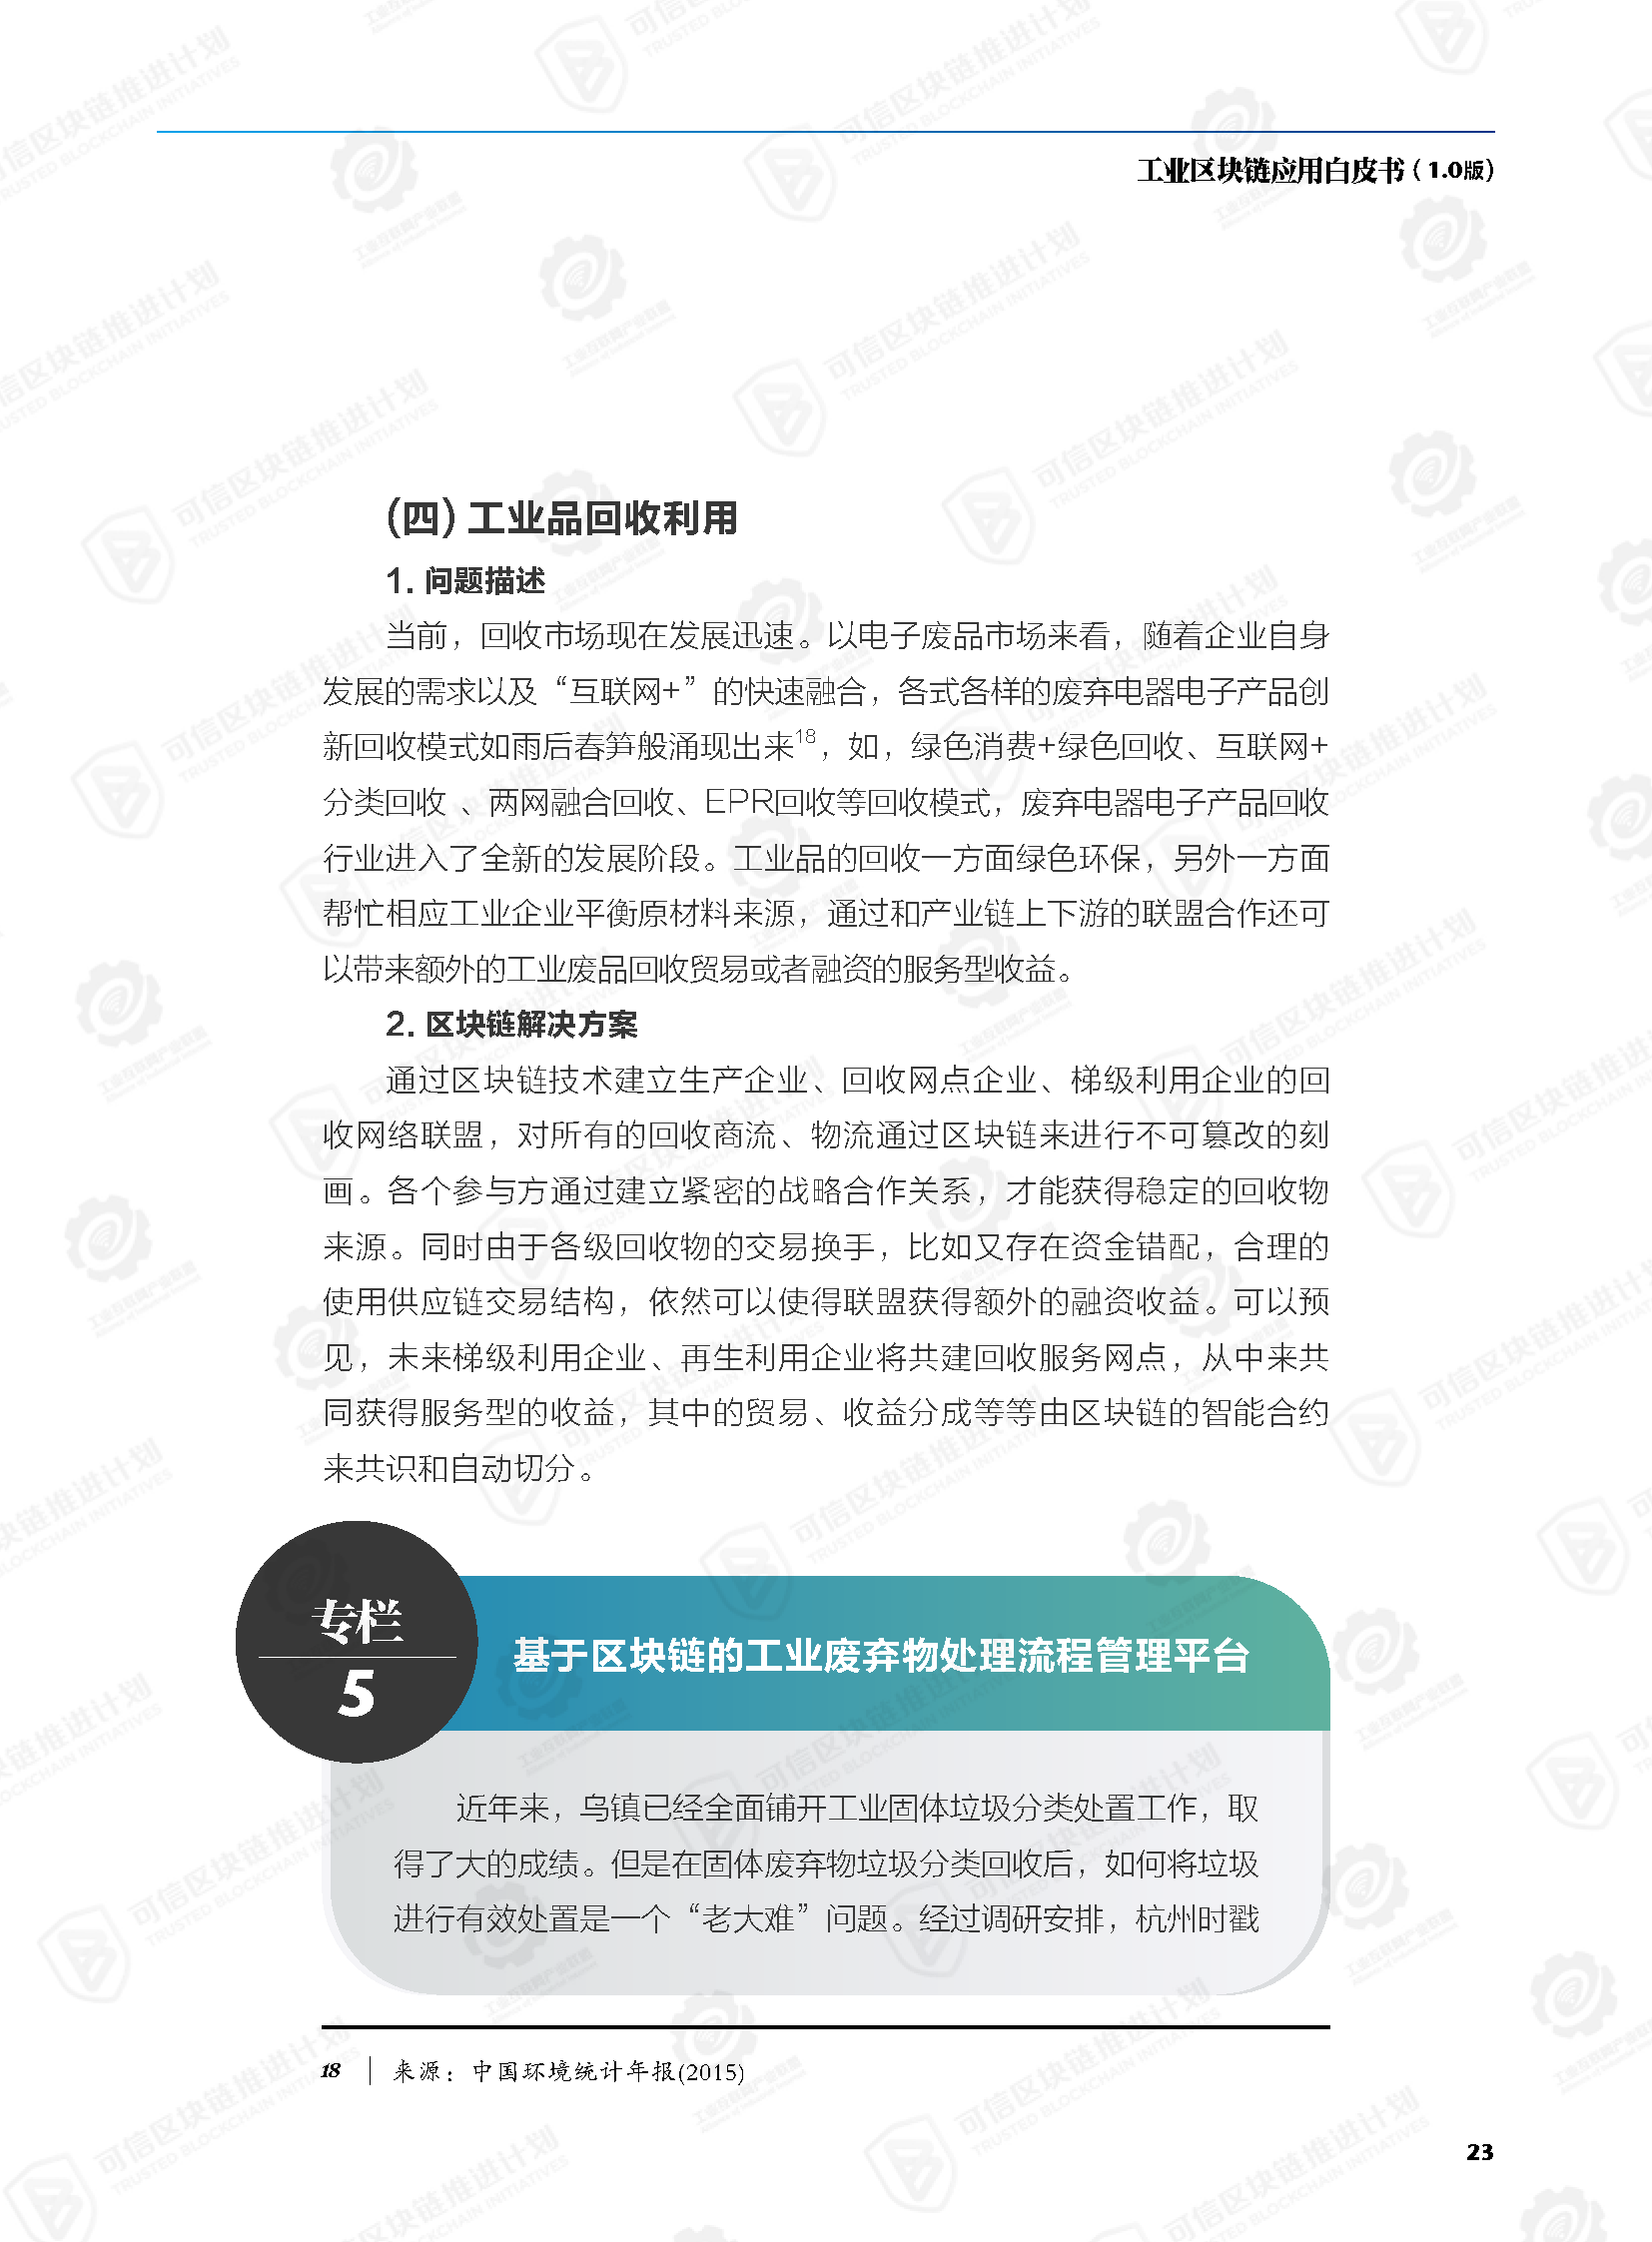 工业区块链应用白皮书（1.0版）
(四) 工业品回收利用
1. 问题描述
当前，回收市场现在发展迅速。以电子废品市场来看，随着企业自身
发展的需求以及“互联网+”的快速融合，各式各样的废弃电器电子产品创
新回收模式如雨后春笋般涌现出来18，如，绿色消费+绿色回收、互联网+
分类回收 、两网融合回收、EPR回收等回收模式，废弃电器电子产品回收
行业进入了全新的发展阶段。工业品的回收一方面绿色环保，另外一方面
帮忙相应工业企业平衡原材料来源，通过和产业链上下游的联盟合作还可
以带来额外的工业废品回收贸易或者融资的服务型收益。
2. 区块链解决方案
通过区块链技术建立生产企业、回收网点企业、梯级利用企业的回
收网络联盟，对所有的回收商流、物流通过区块链来进行不可篡改的刻
画。各个参与方通过建立紧密的战略合作关系，才能获得稳定的回收物
来源。同时由于各级回收物的交易换手，比如又存在资金错配，合理的
使用供应链交易结构，依然可以使得联盟获得额外的融资收益。可以预
见，未来梯级利用企业、再生利用企业将共建回收服务网点，从中来共
同获得服务型的收益，其中的贸易、收益分成等等由区块链的智能合约
来共识和自动切分。
专栏
5
基于区块链的工业废弃物处理流程管理平台
近年来，乌镇已经全面铺开工业固体垃圾分类处置工作，取
得了大的成绩。但是在固体废弃物垃圾分类回收后，如何将垃圾
进行有效处置是一个“老大难”问题。经过调研安排，杭州时戳
18 | 来源：中国环境统计年报(2015)
23
可信区块链推进计划
TRUSTED BLOCKCHAIN INITIATIVES
工业互联网产业联盟